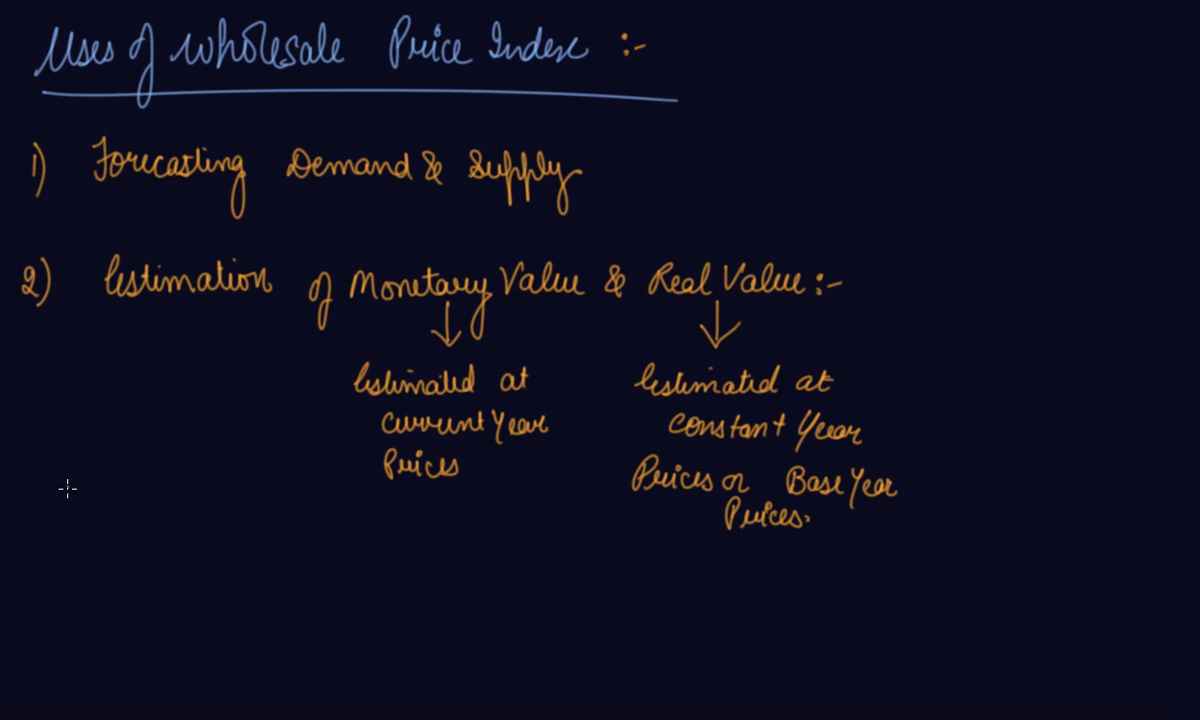 Uses of Wholesale Price Index :-
1) Forecasting Demand & Supply
2) Estimation of Monetary Value & Real Value :-
Estimated at
current Year
Prices
Estimated at
constant Year
Prices or Base Year
Prices.